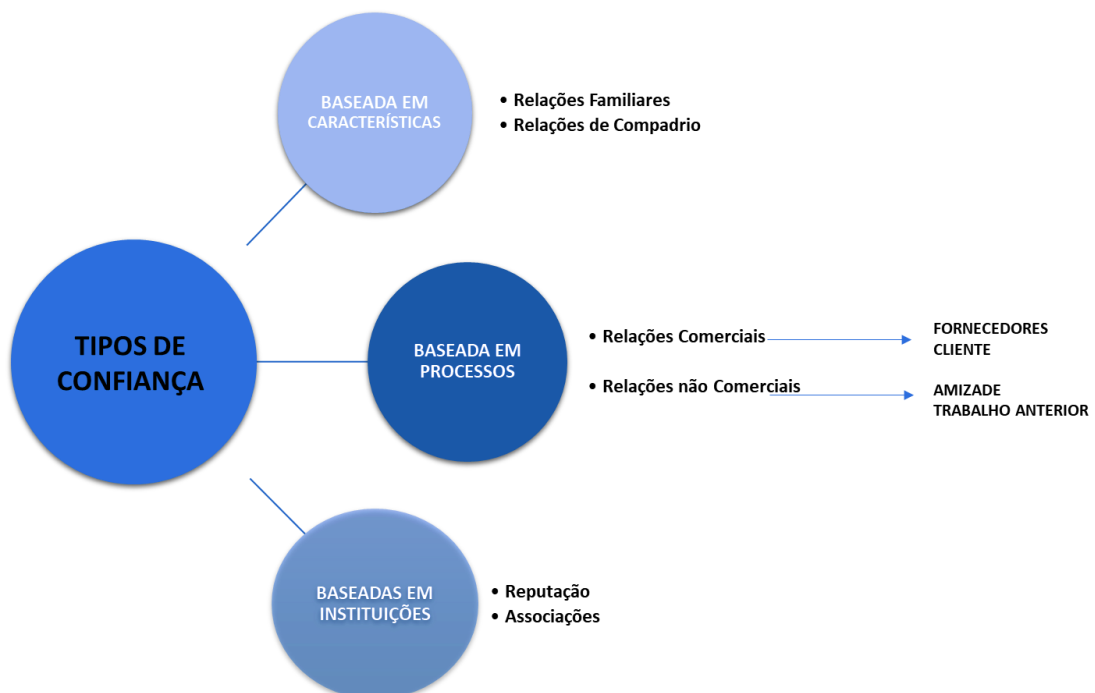 BASEADA EM
CARACTERÍSTICAS
• Relações Familiares
• Relações de Compadrio
TIPOS DE
CONFIANÇA
BASEADA EM
PROCESSOS
• Relações Comerciais
FORNECEDORES
CLIENTE
• Relações não Comerciais
AMIZADE
TRABALHO ANTERIOR
BASEADAS EM
INSTITUIÇÕES
• Reputação
• Associações